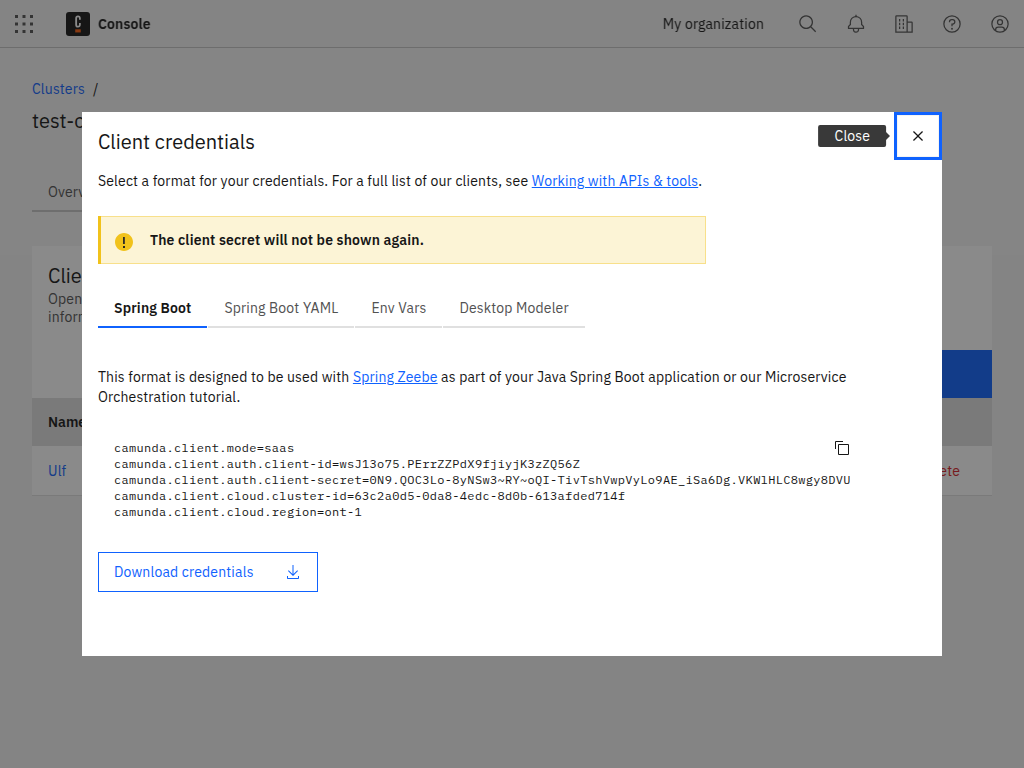 Console
My organization
Clusters /
test-c
Client credentials
Close
Select a format for your credentials. For a full list of our clients, see Working with APIs & tools.
Overv
The client secret will not be shown again.
Clie
Open
inforn
Spring Boot
Spring Boot YAML
Env Vars
Desktop Modeler
This format is designed to be used with Spring Zeebe as part of your Java Spring Boot application or our Microservice
Orchestration tutorial.
Name
Ulf
ete
camunda.client.mode=saas
camunda.client.auth.client-id=wsJ13o75.PErrZZPdX9fjiyjK3zZQ56Z
camunda.client.auth.client-secret=0N9.QOC3Lo-8yNSw3~RY~oQI-TivTshVwpVyLo9AE_iSa6Dg.VKWlHLC8wgy8DVU
camunda.client.cloud.cluster-id=63c2a0d5-0da8-4edc-8d0b-613afded714f
camunda.client.cloud.region=ont-1
Download credentials